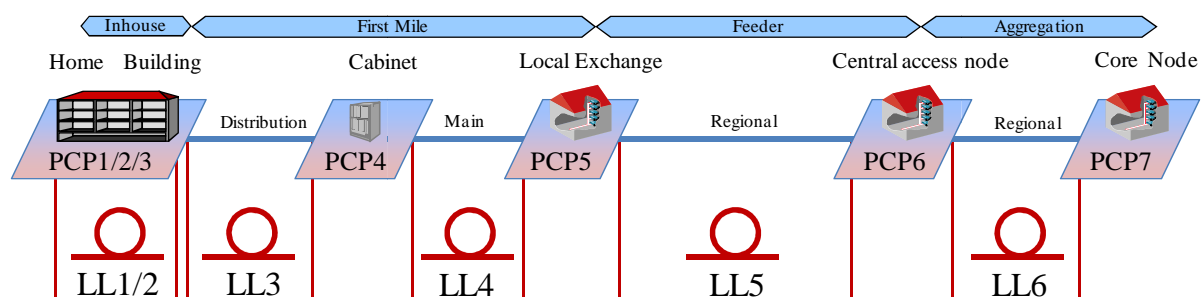 Inhouse First Mile Feeder Aggregation
Home Building Cabinet Local Exchange Central access node Core Node
Distribution Main Regional Regional
PCP1/2/3 PCP4 PCP5 PCP6 PCP7
LL1/2 LL3 LL4 LL5 LL6